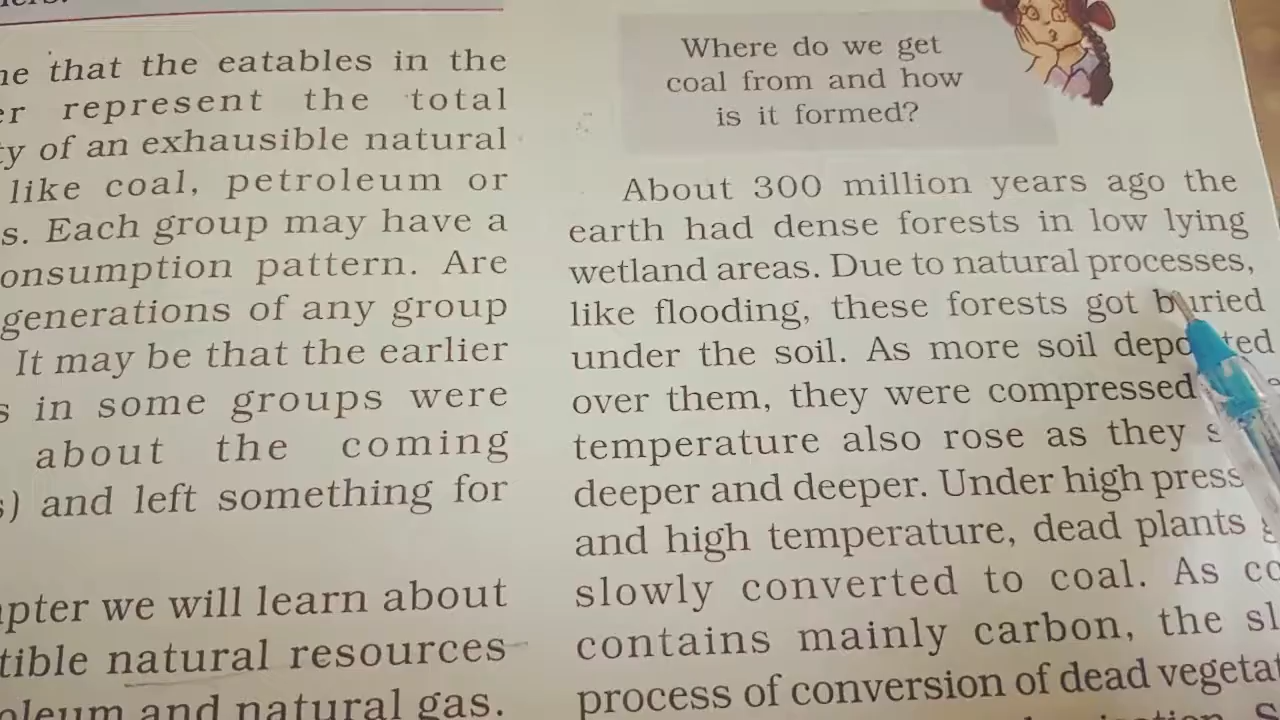 ne that the eatables in the
er represent the total
ty of an exhausible natural
like coal, petroleum or
s. Each group may have a
onsumption pattern. Are
generations of any group
It may be that the earlier
s in some groups were
about the coming
s) and left something for
apter we will learn about
tible natural resources
oleum and natural gas.
Where do we get
coal from and how
is it formed?
About 300 million years ago the
earth had dense forests in low lying
wetland areas. Due to natural processes,
like flooding, these forests got buried
under the soil. As more soil depo ted
over them, they were compressed
temperature also rose as they s
deeper and deeper. Under high press
and high temperature, dead plants g
slowly converted to coal. As co
contains mainly carbon, the sl
process of conversion of dead vegetat